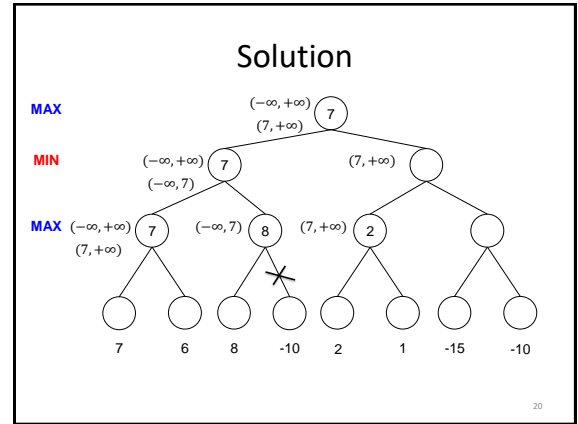 Solution
MAX (−∞, +∞) 7
(7, +∞)
MIN (−∞, +∞) 7 (7, +∞)
(−∞, 7)
MAX (−∞, +∞) 7 (−∞, 7) 8 (7, +∞) 2
(7, +∞)
7 6 8 -10 2 1 -15 -10
20